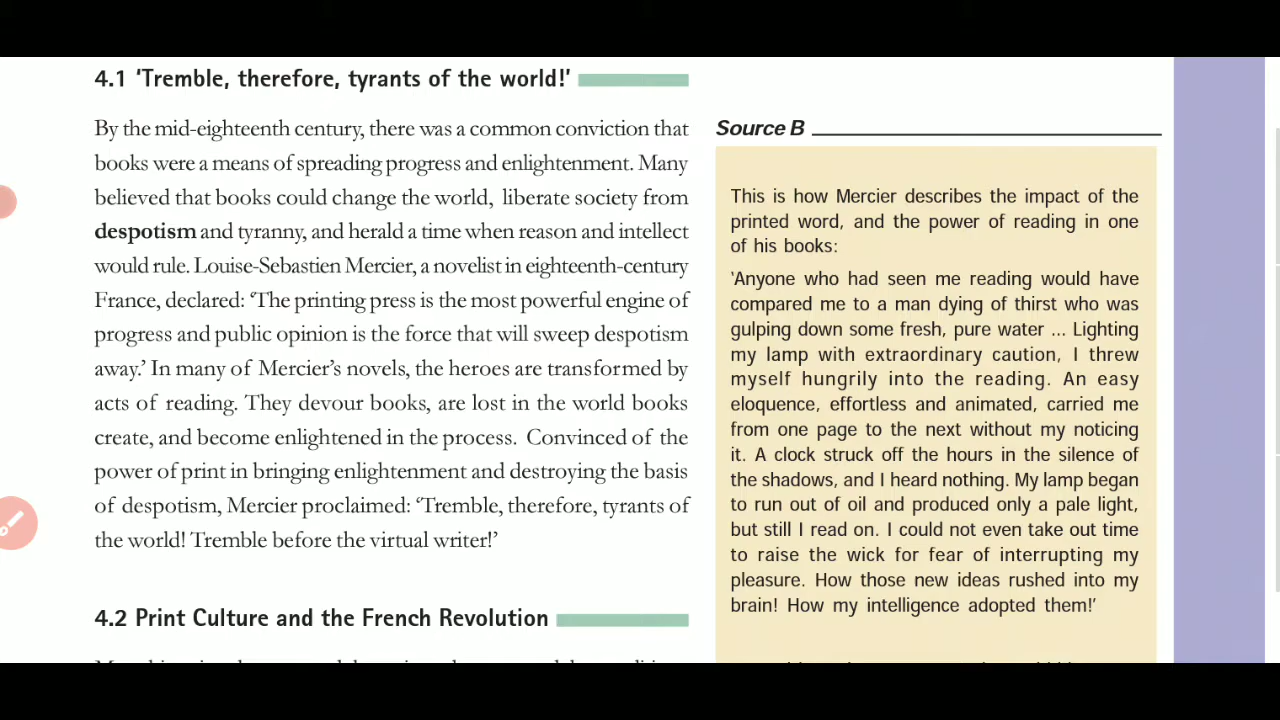 4.1 ‘Tremble, therefore, tyrants of the world!’
By the mid-eighteenth century, there was a common conviction that
books were a means of spreading progress and enlightenment. Many
believed that books could change the world, liberate society from
despotism and tyranny, and herald a time when reason and intellect
would rule. Louise-Sebastien Mercier, a novelist in eighteenth-century
France, declared: ‘The printing press is the most powerful engine of
progress and public opinion is the force that will sweep despotism
away.’ In many of Mercier’s novels, the heroes are transformed by
acts of reading. They devour books, are lost in the world books
create, and become enlightened in the process. Convinced of the
power of print in bringing enlightenment and destroying the basis
of despotism, Mercier proclaimed: ‘Tremble, therefore, tyrants of
the world! Tremble before the virtual writer!’
4.2 Print Culture and the French Revolution
Source B
This is how Mercier describes the impact of the
printed word, and the power of reading in one
of his books:
‘Anyone who had seen me reading would have
compared me to a man dying of thirst who was
gulping down some fresh, pure water ... Lighting
my lamp with extraordinary caution, I threw
myself hungrily into the reading. An easy
eloquence, effortless and animated, carried me
from one page to the next without my noticing
it. A clock struck off the hours in the silence of
the shadows, and I heard nothing. My lamp began
to run out of oil and produced only a pale light,
but still I read on. I could not even take out time
to raise the wick for fear of interrupting my
pleasure. How those new ideas rushed into my
brain! How my intelligence adopted them!’